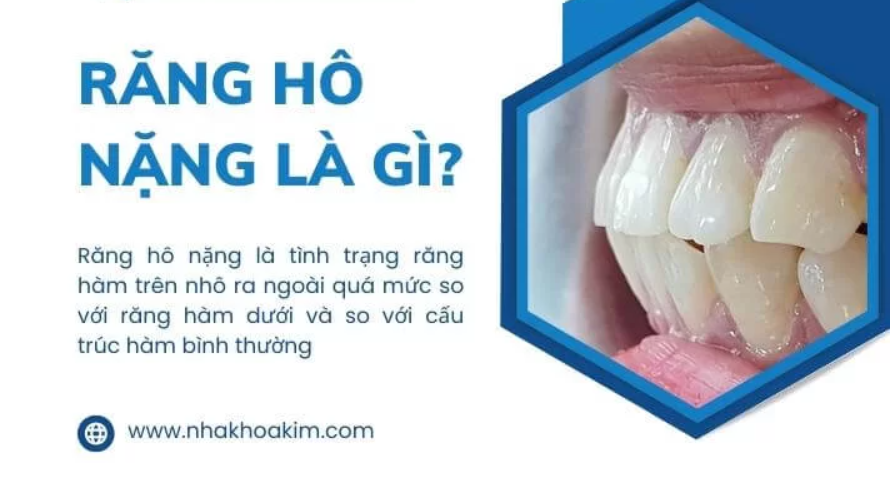 RĂNG HÔ
NẶNG LÀ GÌ?
Răng hô nặng là tình trạng răng
hàm trên nhô ra ngoài quá mức so
với răng hàm dưới và so với cấu
trúc hàm bình thường
www.nhakhoakim.com